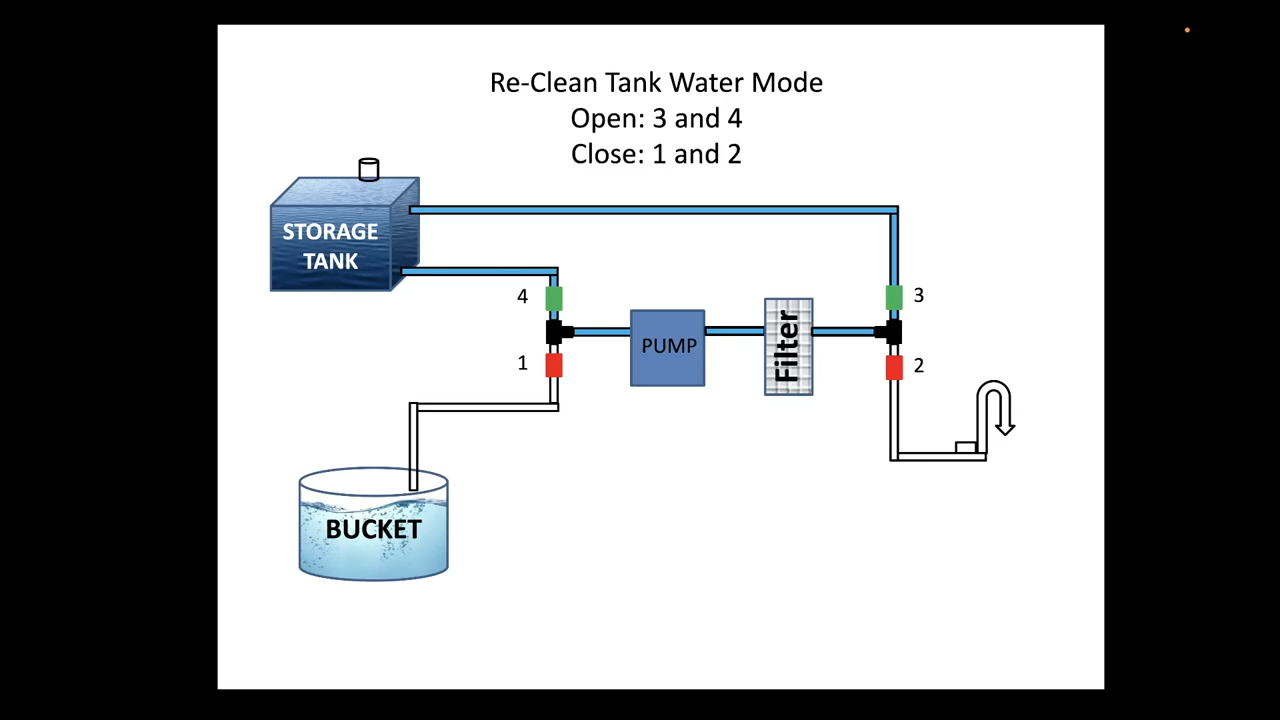 Re-Clean Tank Water Mode
Open: 3 and 4
Close: 1 and 2
STORAGE
TANK
4
3
PUMP
Filter
1
2
BUCKET